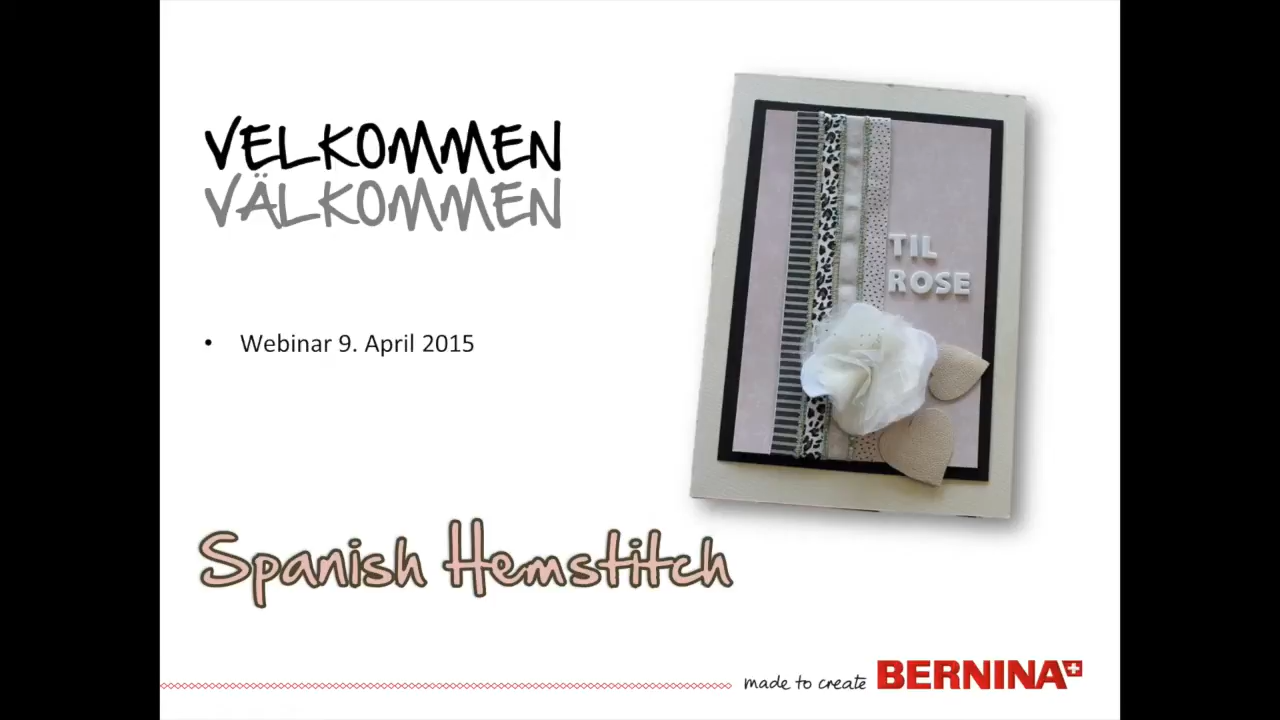 VELKOMMEN
VÄLKOMMEN
• Webinar 9. April 2015
TIL
ROSE
Spanish Hemstitch
made to create BERNINA